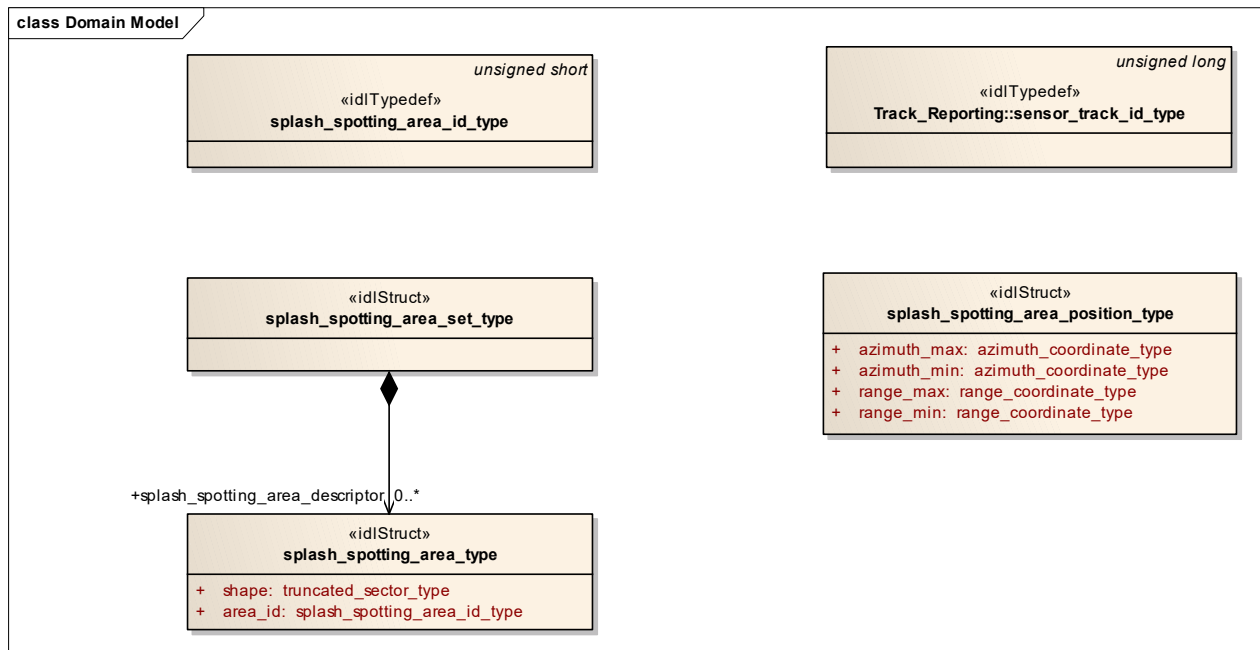 class Domain Model
unsigned short
«idlTypedef»
splash_spotting_area_id_type
unsigned long
«idlTypedef»
Track_Reporting::sensor_track_id_type
«idlStruct»
splash_spotting_area_set_type
«idlStruct»
splash_spotting_area_position_type
+ azimuth_max: azimuth_coordinate_type
+ azimuth_min: azimuth_coordinate_type
+ range_max: range_coordinate_type
+ range_min: range_coordinate_type
+splash_spotting_area_descriptor 0..*
«idlStruct»
splash_spotting_area_type
+ shape: truncated_sector_type
+ area_id: splash_spotting_area_id_type